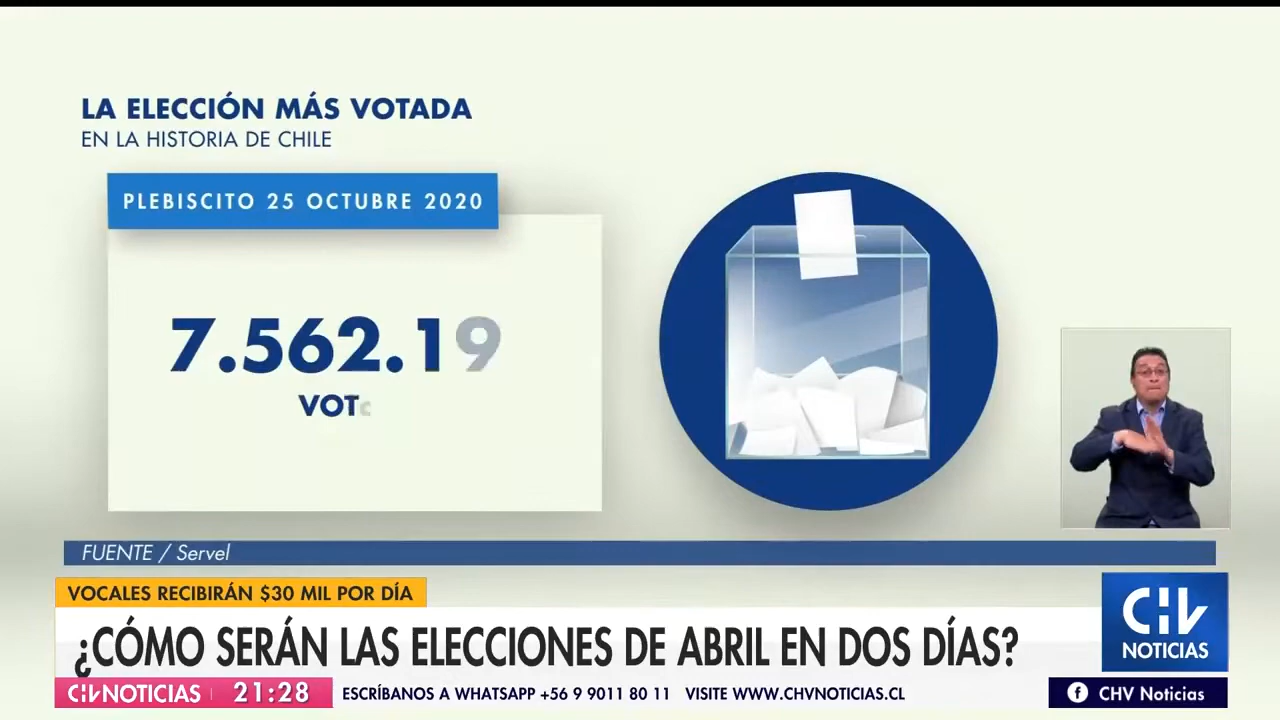 LA ELECCIÓN MÁS VOTADA
EN LA HISTORIA DE CHILE
PLEBISCITO 25 OCTUBRE 2020
7.562.19
VOT
FUENTE / Servel
VOCALES RECIBIRÁN $30 MIL POR DÍA
¿CÓMO SERÁN LAS ELECCIONES DE ABRIL EN DOS DÍAS?
CHV
NOTICIAS
CHV NOTICIAS 21:28 ESCRÍBANOS A WHATSAPP +56 9 9011 80 11 VISITE WWW.CHVNOTICIAS.CL
CHV Noticias